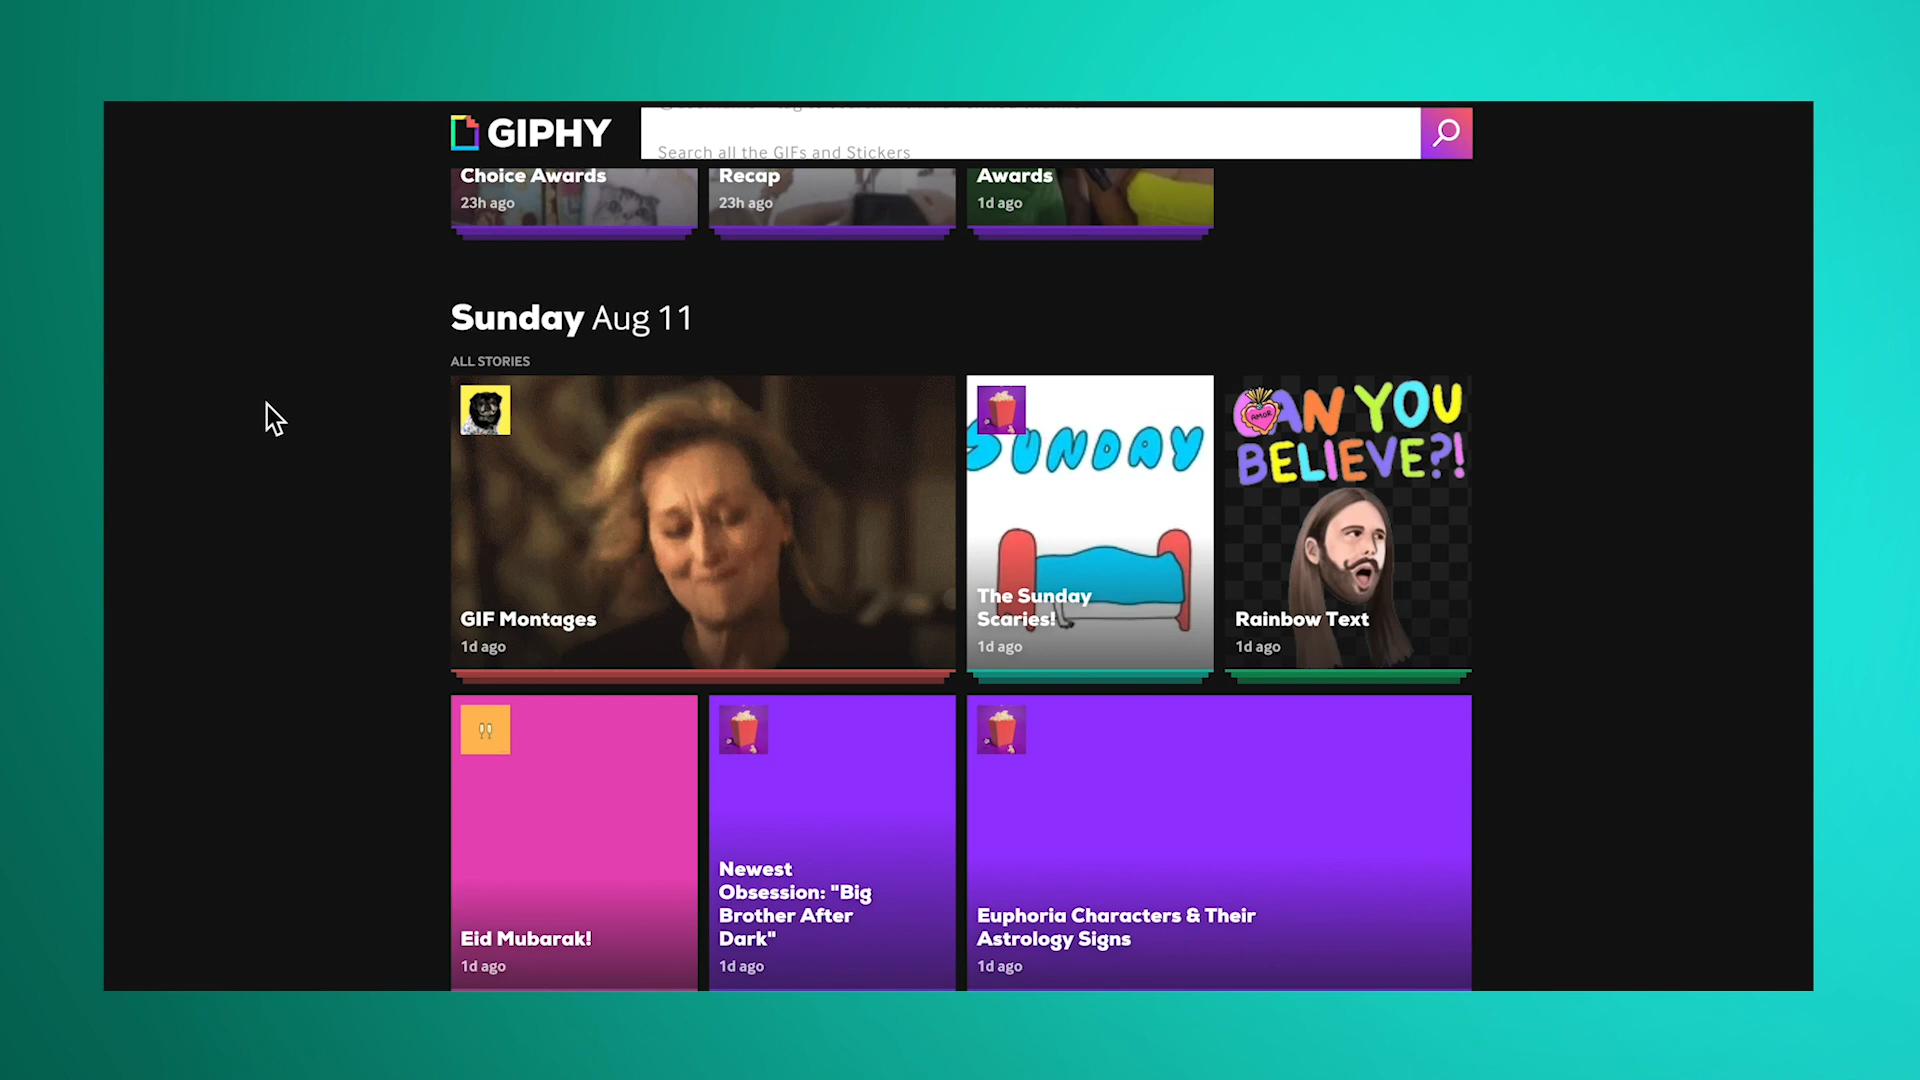 GIPHY
Search all the GIFs and Stickers
Choice Awards
23h ago
Recap
23h ago
Awards
1d ago
Sunday Aug 11
ALL STORIES
GIF Montages
1d ago
SUNDAY
The Sunday
Scaries!
1d ago
CAN YOU
BELIEVE?!
AMOR
Rainbow Text
1d ago
Eid Mubarak!
1d ago
Newest
Obsession: "Big
Brother After
Dark"
1d ago
Euphoria Characters & Their
Astrology Signs
1d ago